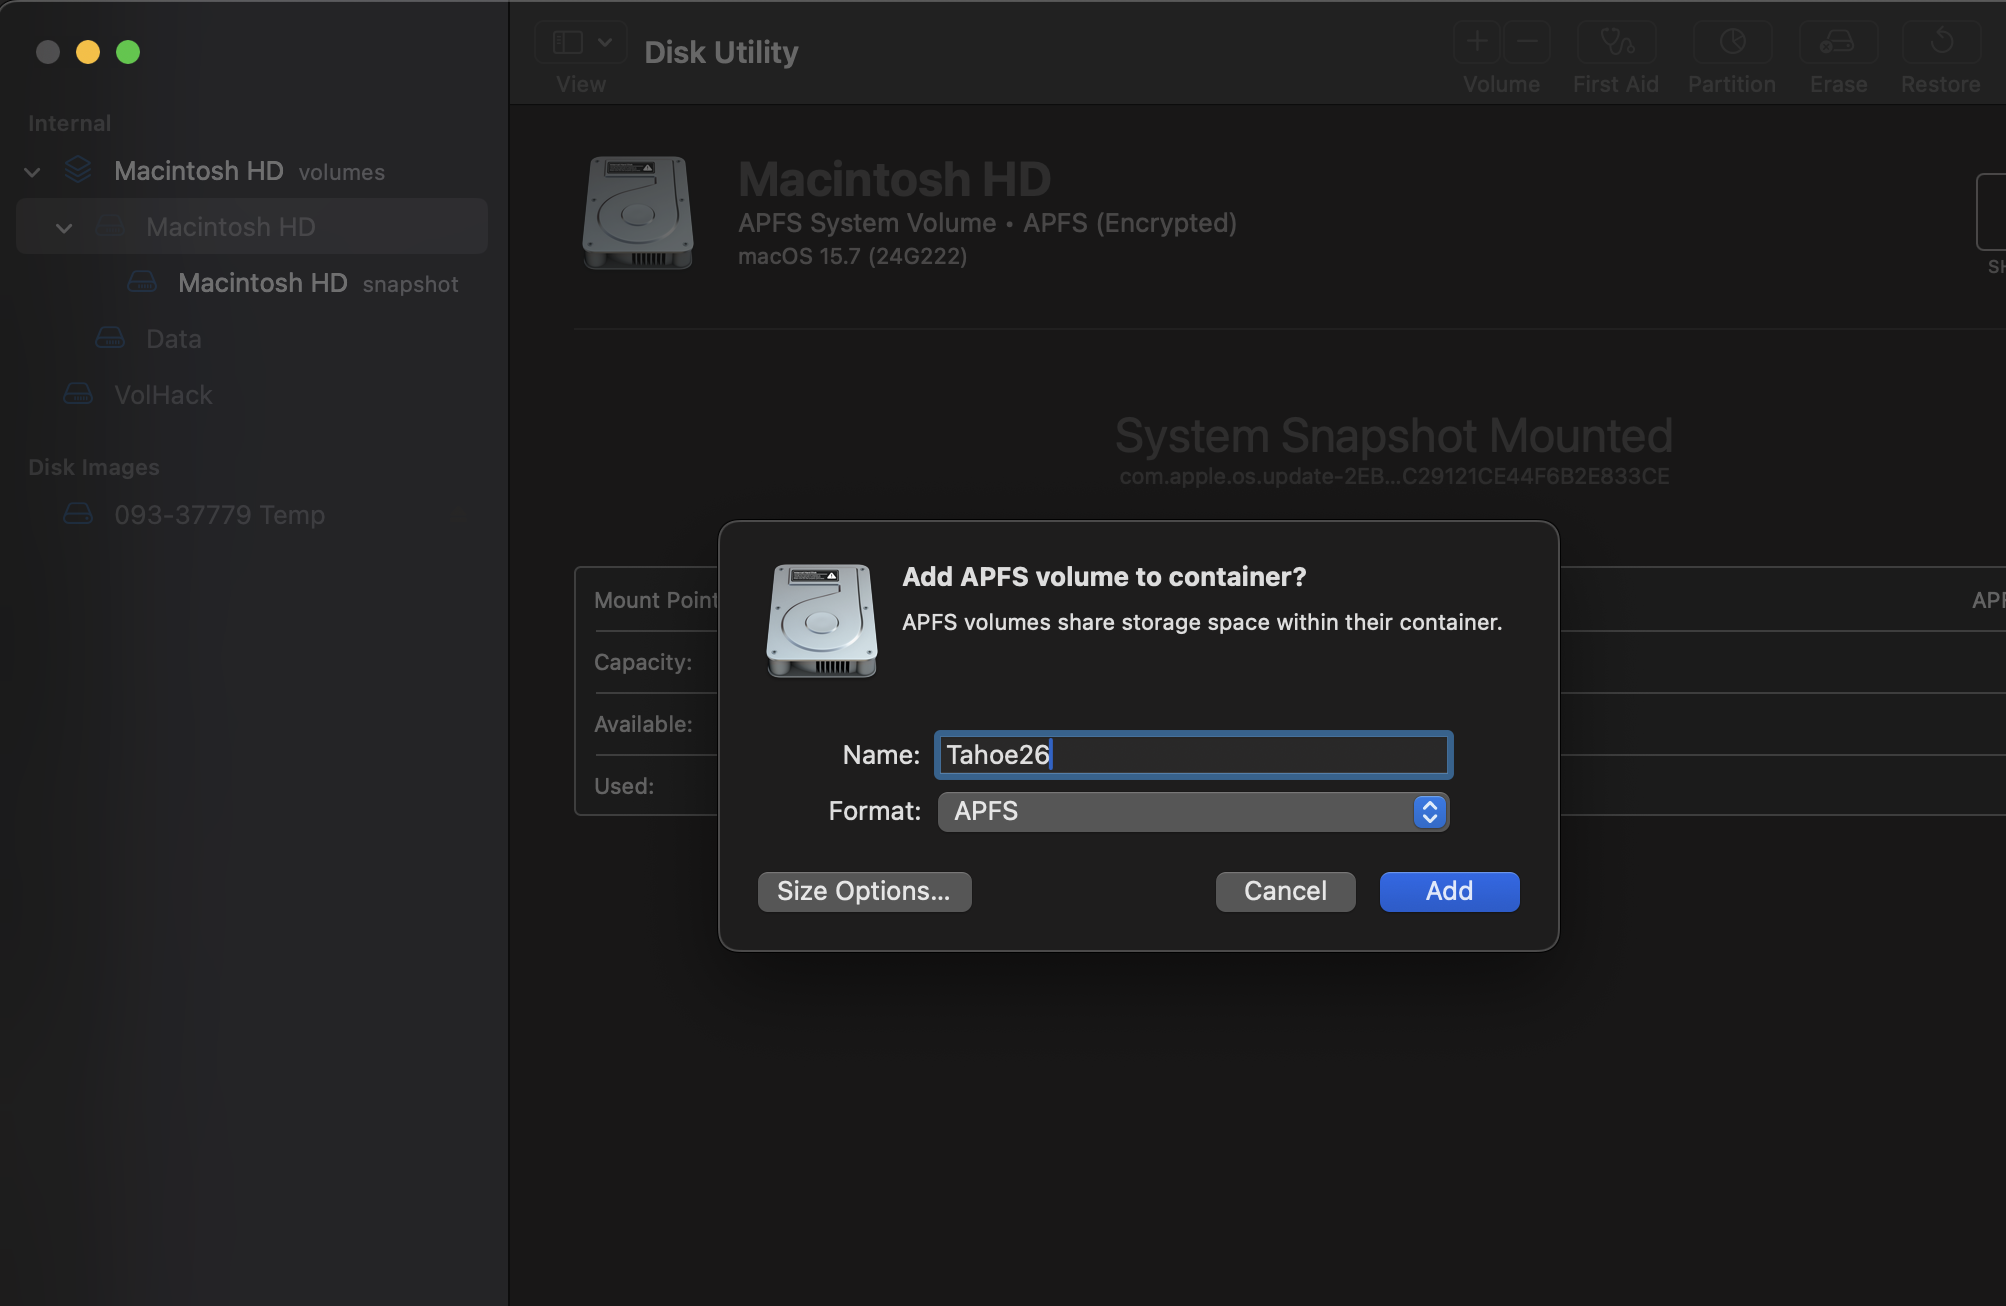 Disk Utility
View
Volume
First Aid
Partition
Erase
Restore
Internal
Macintosh HD volumes
Macintosh HD
Macintosh HD snapshot
Data
VolHack
Disk Images
093-37779 Temp
Macintosh HD
APFS System Volume • APFS (Encrypted)
macOS 15.7 (24G222)
System Snapshot Mounted
com.apple.os.update-2EB...C29121CE44F6B2E833CE
Mount Point
Capacity:
Available:
Used:
Add APFS volume to container?
APFS volumes share storage space within their container.
Name: Tahoe26
Format: APFS
Size Options...
Cancel
Add